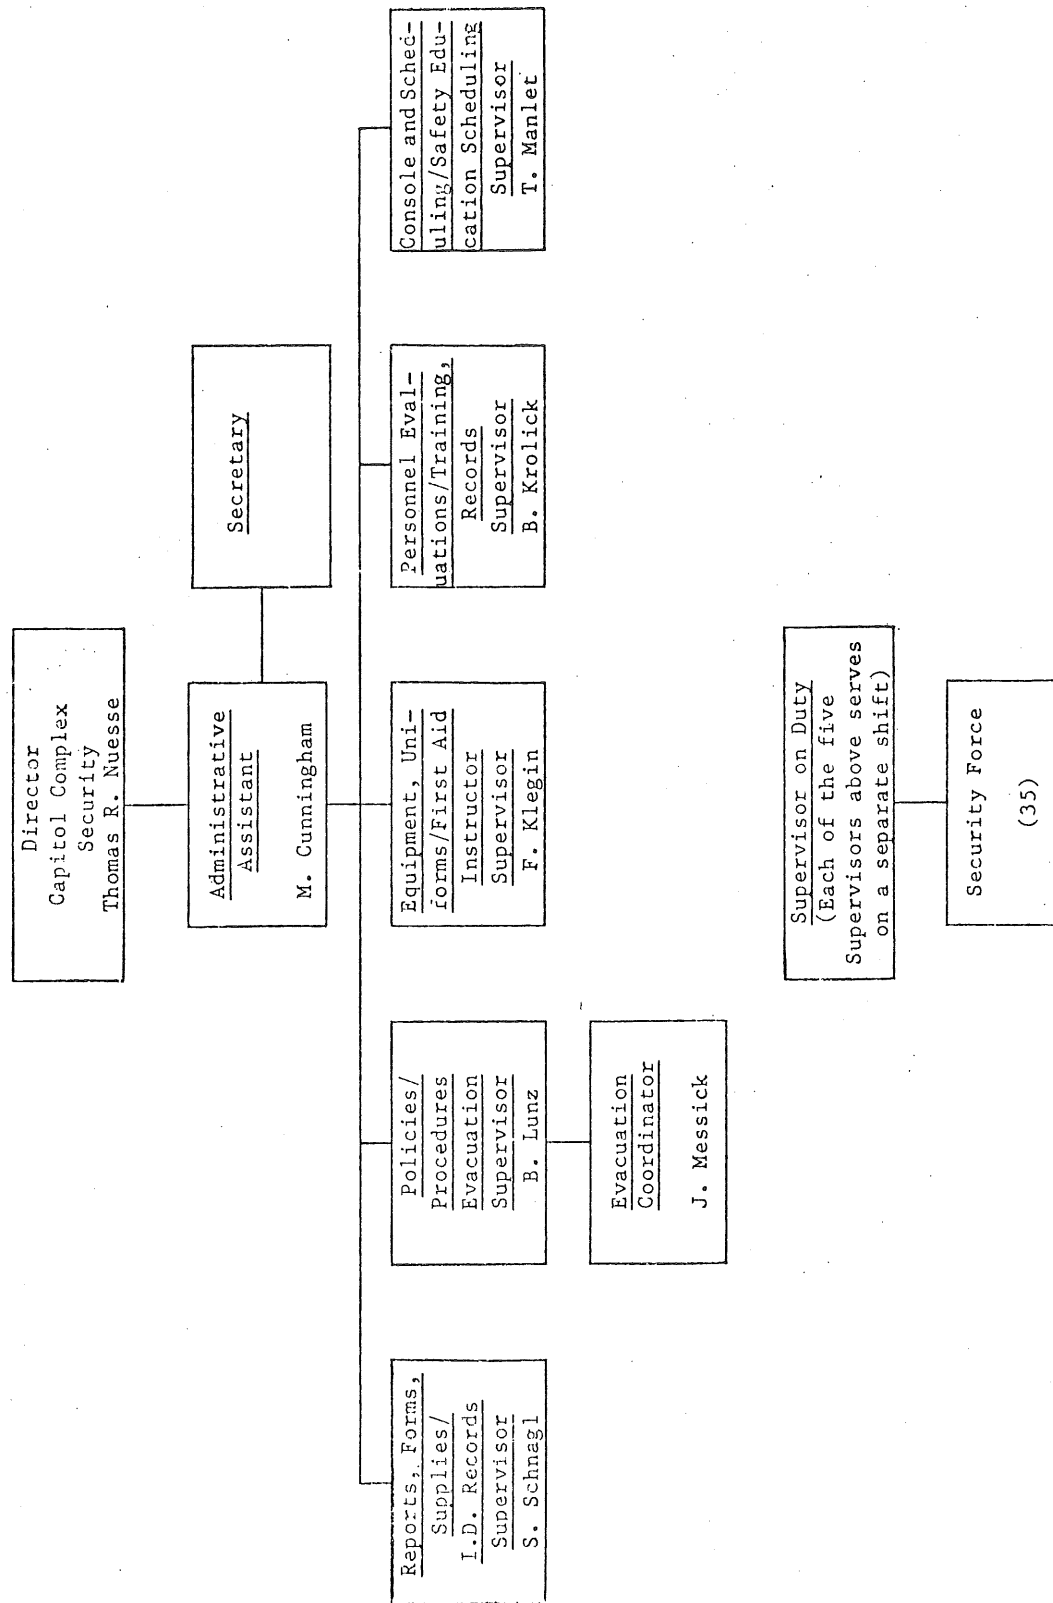 Director
Capitol Complex
Security
Thomas R. Nuesse
Administrative
Assistant
M. Cunningham
Secretary
Reports, Forms,
Supplies/
I.D. Records
Supervisor
S. Schnagl
Policies/
Procedures
Evacuation
Supervisor
B. Lunz
Equipment, Uni-
forms/First Aid
Instructor
Supervisor
F. Klegin
Personnel Eval-
uations/Training,
Records
Supervisor
B. Krolick
Console and Sched-
uling/Safety Edu-
cation Scheduling
Supervisor
T. Manlet
Evacuation
Coordinator
J. Messick
Supervisor on Duty
(Each of the five
Supervisors above serves
on a separate shift)
Security Force
(35)